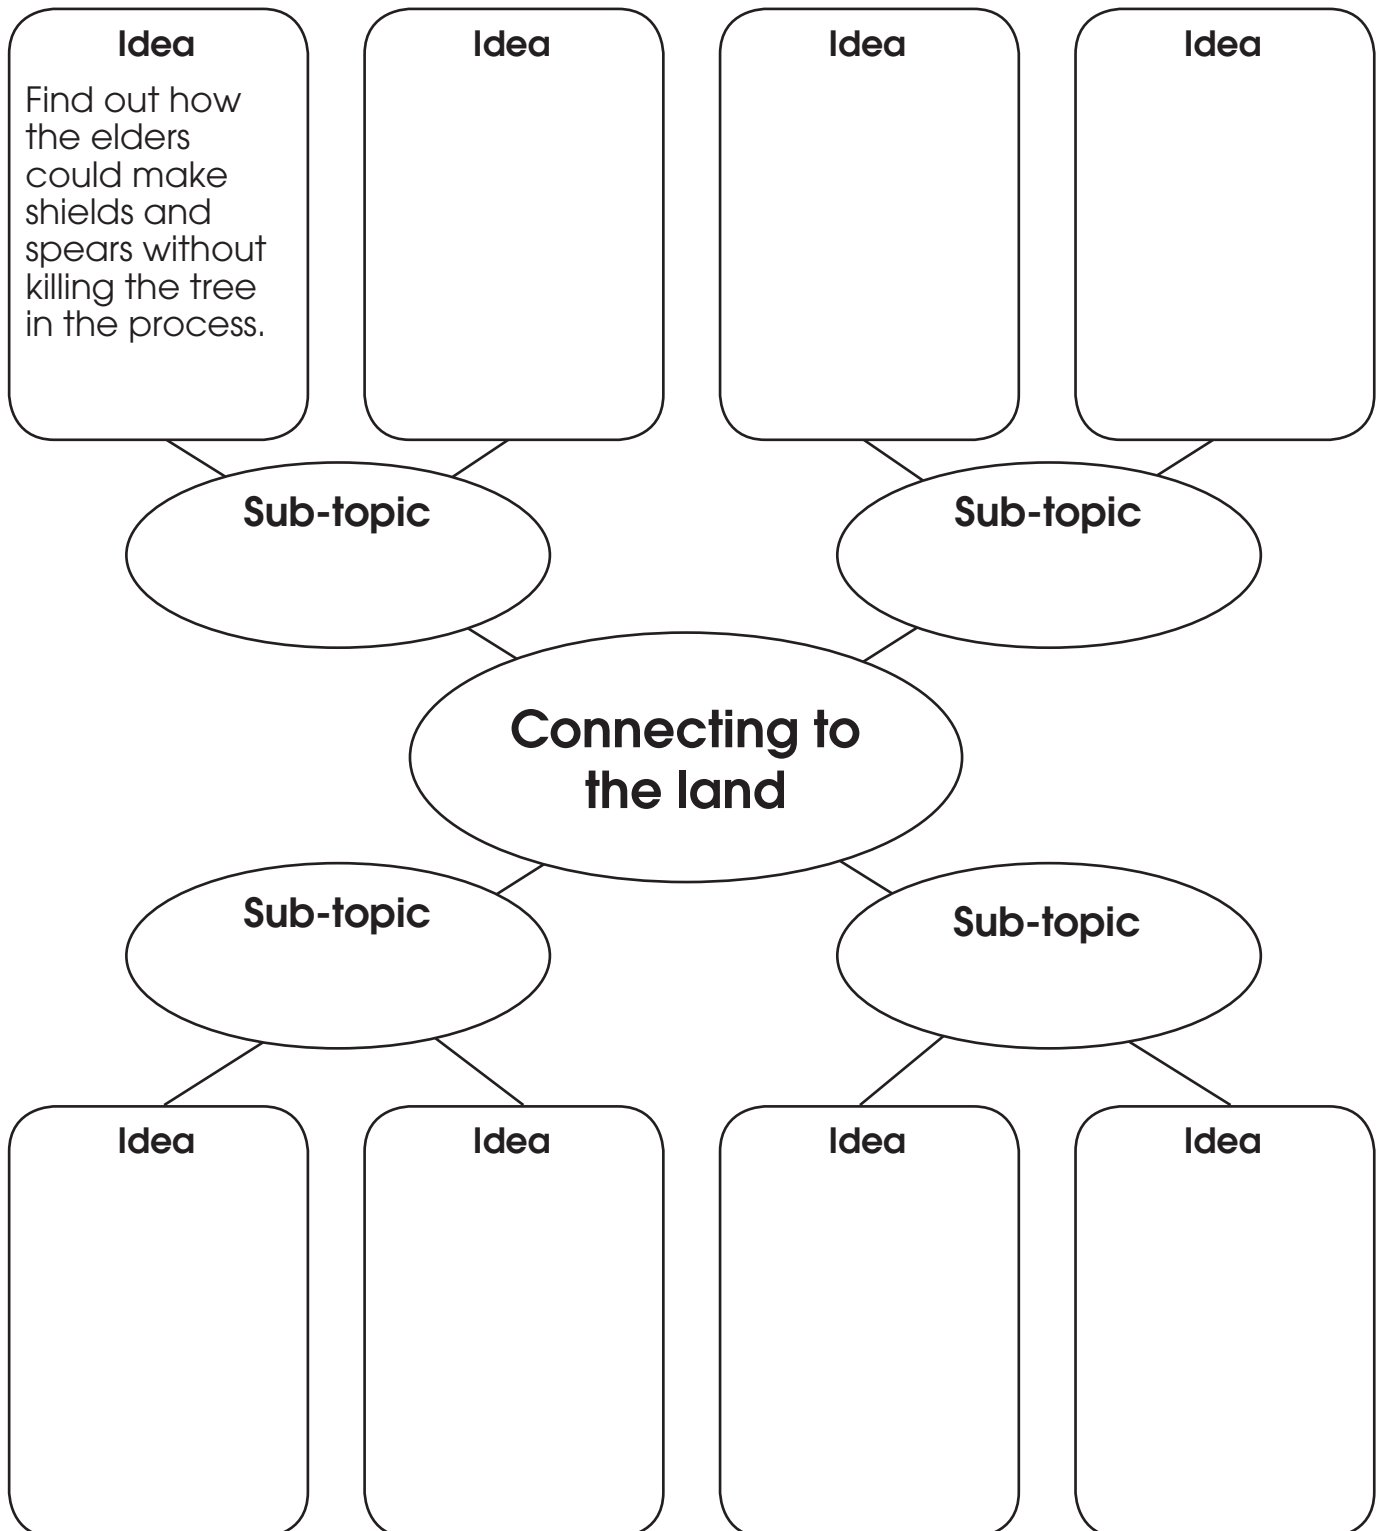 Idea
Find out how
the elders
could make
shields and
spears without
killing the tree
in the process.
Idea
Idea
Idea
Sub-topic
Sub-topic
Connecting to
the land
Sub-topic
Sub-topic
Idea
Idea
Idea
Idea